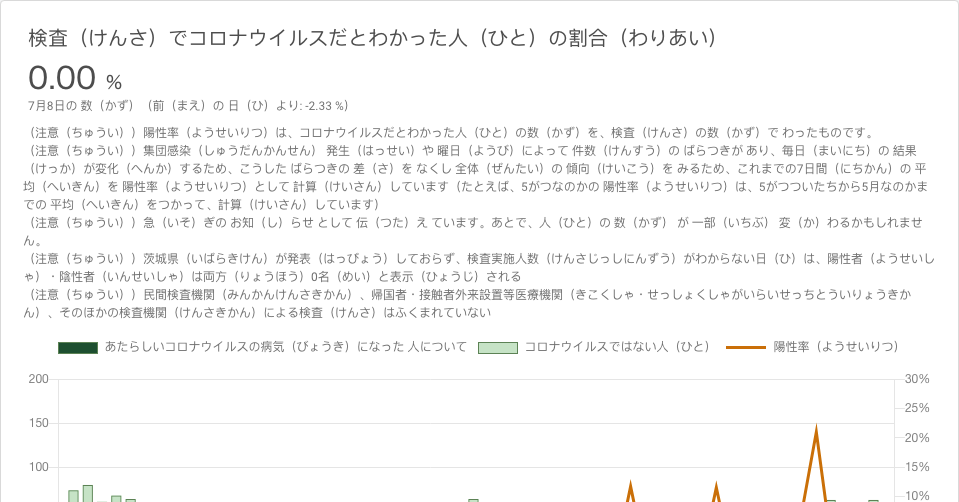 検査（けんさ）でコロナウイルスだとわかった人（ひと）の割合（わりあい）
0.00 %
7月8日の 数（かず）（前（まえ）の 日（ひ）より: -2.33 %）
（注意（ちゅうい））陽性率（ようせいりつ）は、コロナウイルスだとわかった人（ひと）の数（かず）を、検査（けんさ）の数（かず）で わったものです。
（注意（ちゅうい））集団感染（しゅうだんかんせん） 発生（はっせい）や 曜日（ようび）によって 件数（けんすう）の ばらつきが あり、毎日（まいにち）の 結果
（けっか）が変化（へんか）するため、こうした ばらつきの 差（さ）を なくし 全体（ぜんたい）の 傾向（けいこう）を みるため、これまでの7日間（にちかん）の 平
均（へいきん）を 陽性率（ようせいりつ）として 計算（けいさん）しています（たとえば、5がつなのかの 陽性率（ようせいりつ）は、5がつついたちから5月なのかま
での 平均（へいきん）をつかって、計算（けいさん）しています）
（注意（ちゅうい））急（いそ）ぎの お知（し）らせ として 伝（つた）え ています。あとで、人（ひと）の 数（かず） が 一部（いちぶ） 変（か）わるかもしれませ
ん。
（注意（ちゅうい））茨城県（いばらきけん）が発表（はっぴょう）しておらず、検査実施人数（けんさじっしにんずう）がわからない日（ひ）は、陽性者（ようせいし
ゃ）・陰性者（いんせいしゃ）は両方（りょうほう）0名（めい）と表示（ひょうじ）される
（注意（ちゅうい））民間検査機関（みんかんけんさきかん）、帰国者・接触者外来設置等医療機関（きこくしゃ・せっしょくしゃがいらいせっちとういりょうきか
ん）、そのほかの検査機関（けんさきかん）による検査（けんさ）はふくまれていない
あたらしいコロナウイルスの病気（びょうき）になった 人について コロナウイルスではない人（ひと） 陽性率（ようせいりつ）
200 30%
25%
150 20%
100 15%
10%